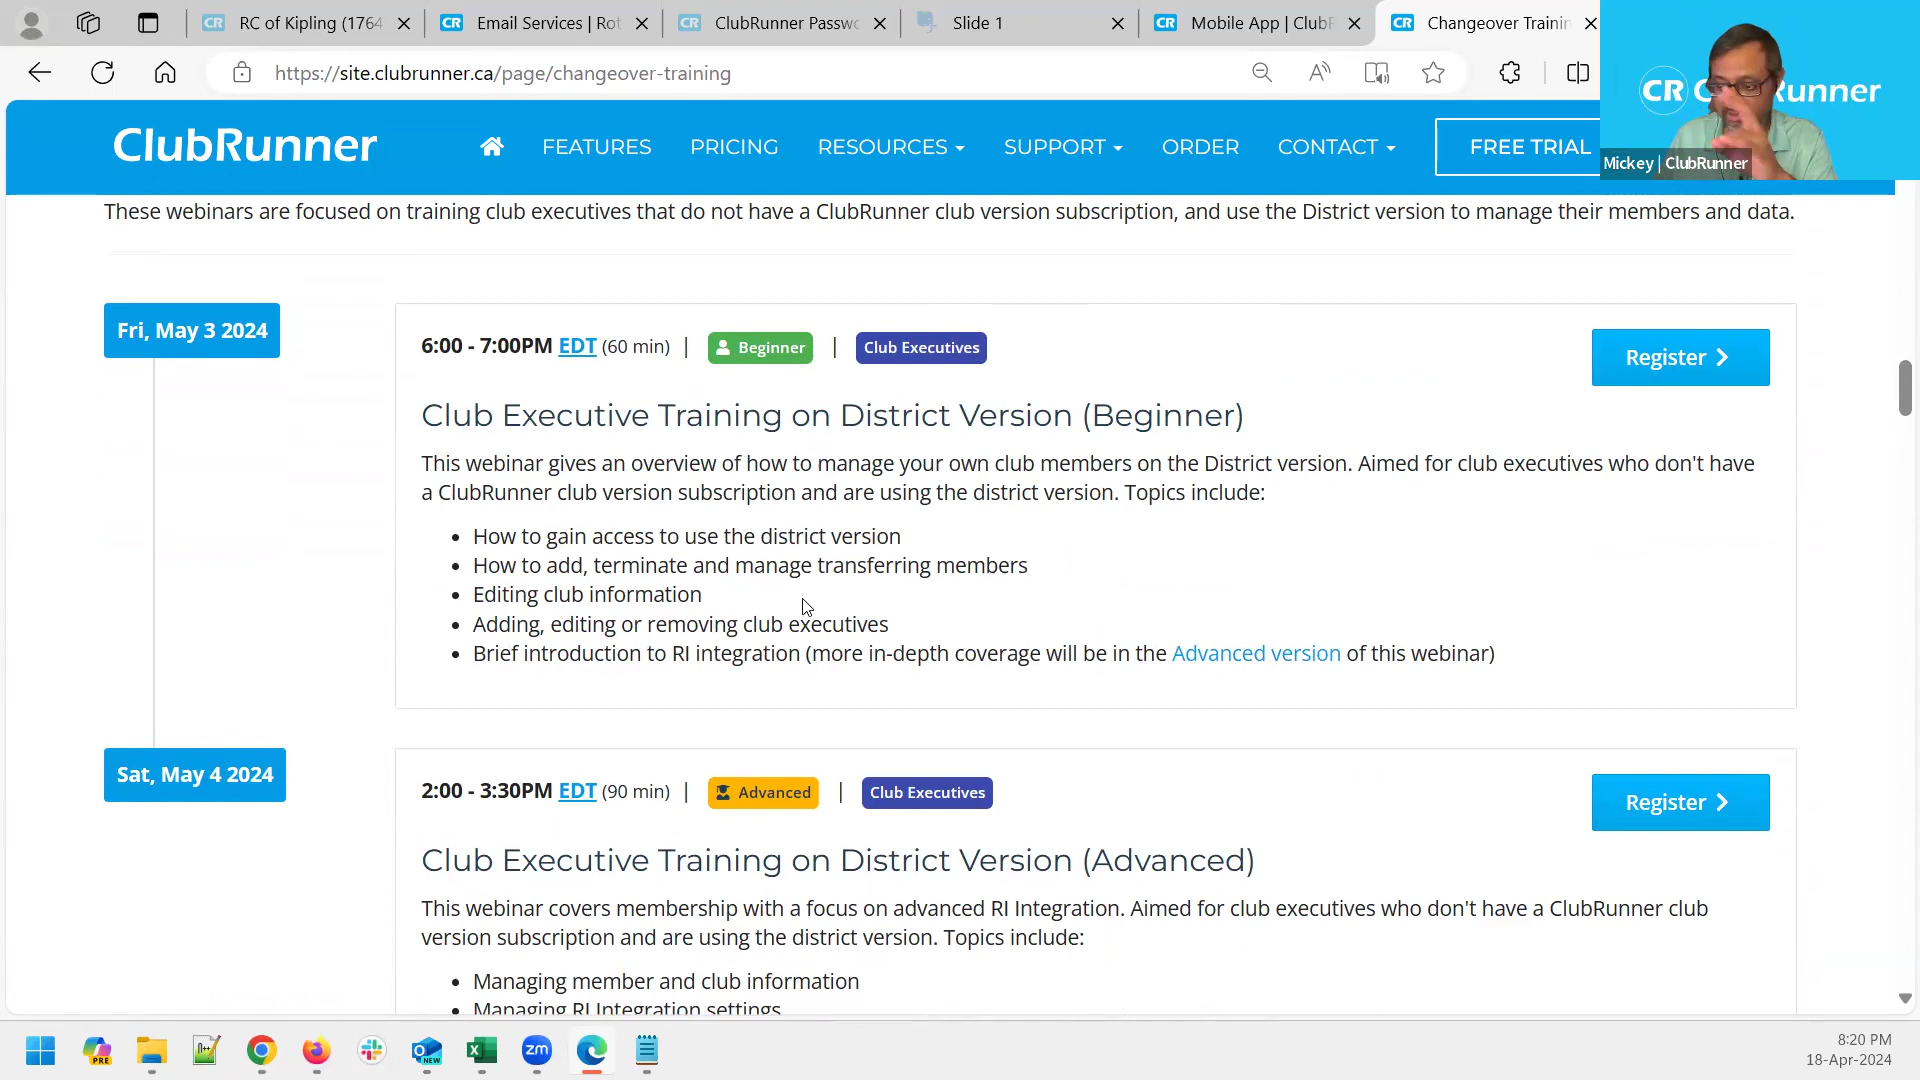 RC of Kipling (1764
Email Services | Rot
ClubRunner Passwo
Slide 1
Mobile App | ClubR
Changeover Trainin
https://site.clubrunner.ca/page/changeover-training
CR
Mickey | ClubRunner
ClubRunner
FEATURES
PRICING
RESOURCES
SUPPORT
ORDER
CONTACT
FREE TRIAL
These webinars are focused on training club executives that do not have a ClubRunner club version subscription, and use the District version to manage their members and data.
Fri, May 3 2024
6:00 - 7:00PM EDT (60 min) | Beginner | Club Executives
Register
Club Executive Training on District Version (Beginner)
This webinar gives an overview of how to manage your own club members on the District version. Aimed for club executives who don't have
a ClubRunner club version subscription and are using the district version. Topics include:
• How to gain access to use the district version
• How to add, terminate and manage transferring members
• Editing club information
• Adding, editing or removing club executives
• Brief introduction to RI integration (more in-depth coverage will be in the Advanced version of this webinar)
Sat, May 4 2024
2:00 - 3:30PM EDT (90 min) | Advanced | Club Executives
Register
Club Executive Training on District Version (Advanced)
This webinar covers membership with a focus on advanced RI Integration. Aimed for club executives who don't have a ClubRunner club
version subscription and are using the district version. Topics include:
• Managing member and club information
• Managing RI Integration settings
8:20 PM
18-Apr-2024